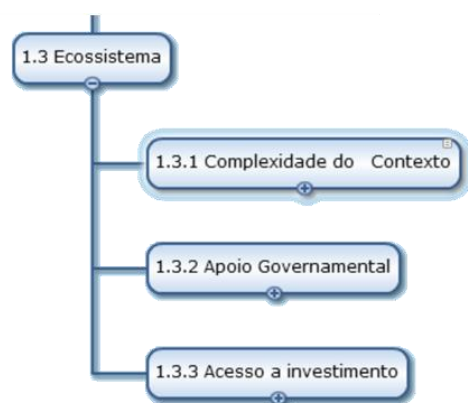 1.3 Ecossistema
1.3.1 Complexidade do Contexto
1.3.2 Apoio Governamental
1.3.3 Acesso a investimento